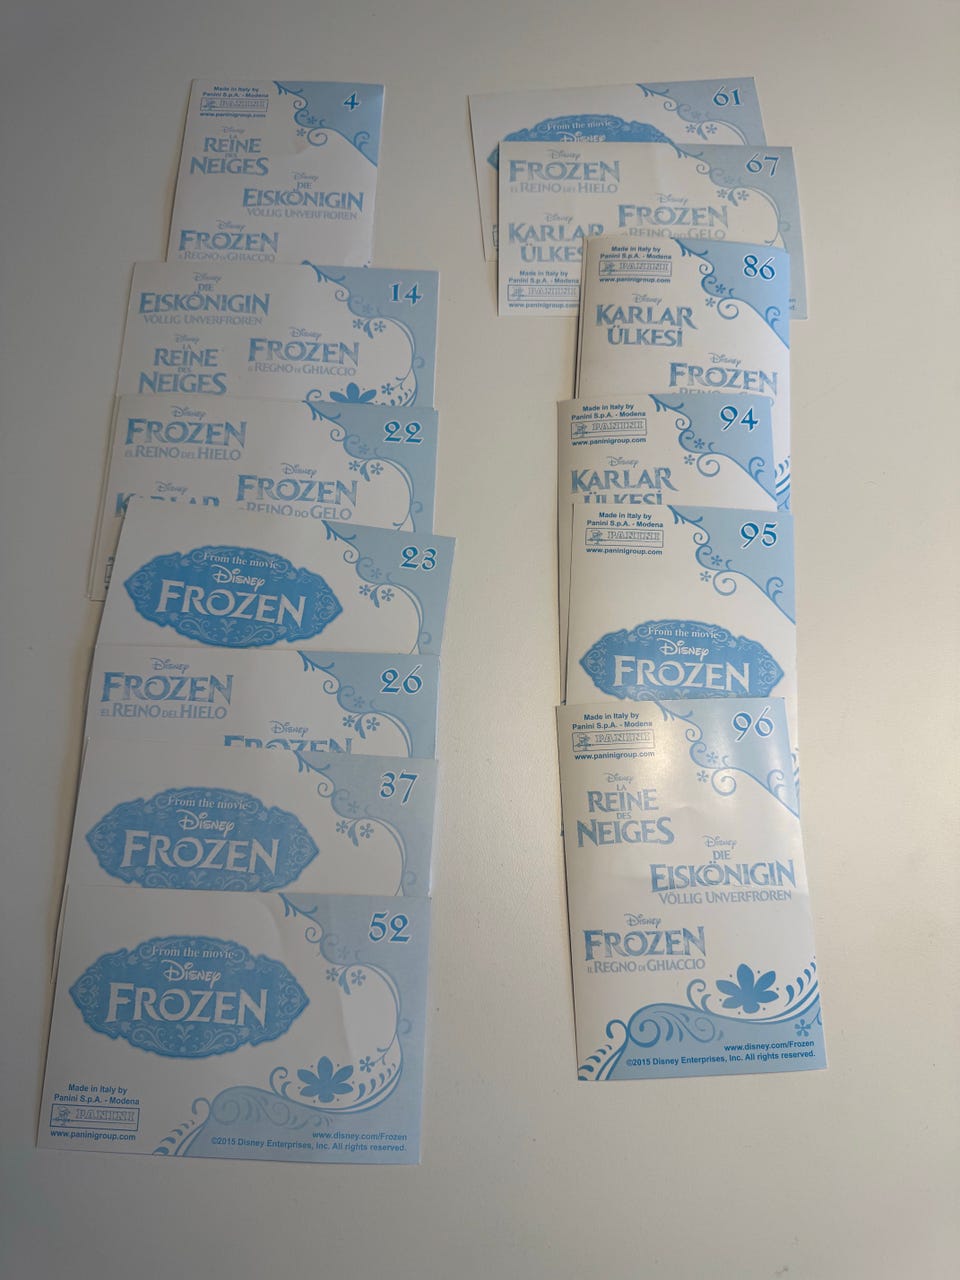 Made in Italy by
Panini S.p.A. - Modena
PANINI
www.paninigroup.com
4
Disney
LA
REINE
DES
NEIGES
Disney
DIE
EISKÖNIGIN
VÖLLIG UNVERFROREN
Disney
FROZEN
IL REGNO DI GHIACCIO
14
Disney
DIE
EISKÖNIGIN
VÖLLIG UNVERFROREN
Disney
LA
REINE
DES
NEIGES
Disney
FROZEN
IL REGNO DI GHIACCIO
22
Disney
FROZEN
EL REINO DEL HIELO
Disney
KARLAR
Disney
FROZEN
O REINO DO GELO
23
From the movie
Disney
FROZEN
26
Disney
FROZEN
EL REINO DEL HIELO
Disney
FROZEN
37
From the movie
Disney
FROZEN
52
From the movie
Disney
FROZEN
Made in Italy by
Panini S.p.A. - Modena
PANINI
www.paninigroup.com
www.disney.com/Frozen
©2015 Disney Enterprises, Inc. All rights reserved.
61
From the movie
Disney
67
Disney
FROZEN
EL REINO DEL HIELO
Disney
KARLAR
ÜLKESİ
Disney
FROZEN
O REINO DO GELO
Made in Italy by
Panini S.p.A. - Modena
PANINI
www.paninigroup.com
86
Made in Italy by
Panini S.p.A. - Modena
PANINI
www.paninigroup.com
Disney
KARLAR
ÜLKESİ
Disney
FROZEN
94
Made in Italy by
Panini S.p.A. - Modena
PANINI
www.paninigroup.com
Disney
KARLAR
ÜLKESİ
95
Made in Italy by
Panini S.p.A. - Modena
PANINI
www.paninigroup.com
From the movie
Disney
FROZEN
96
Made in Italy by
Panini S.p.A. - Modena
PANINI
www.paninigroup.com
Disney
LA
REINE
DES
NEIGES
Disney
DIE
EISKÖNIGIN
VÖLLIG UNVERFROREN
Disney
FROZEN
IL REGNO DI GHIACCIO
www.disney.com/Frozen
©2015 Disney Enterprises, Inc. All rights reserved.